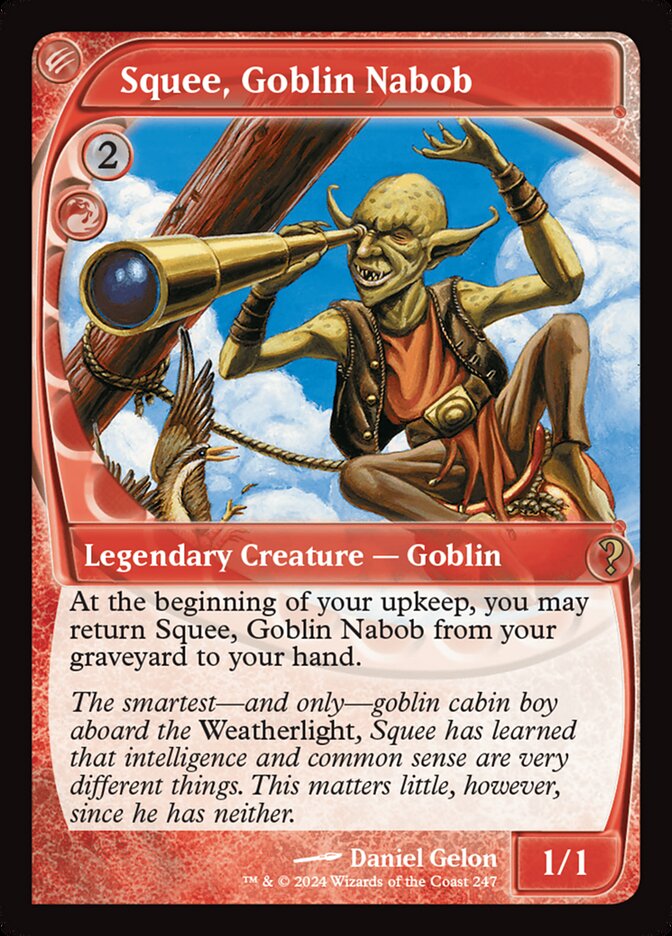 Squee, Goblin Nabob
2
Legendary Creature — Goblin
?
At the beginning of your upkeep, you may
return Squee, Goblin Nabob from your
graveyard to your hand.
The smartest—and only—goblin cabin boy
aboard the Weatherlight, Squee has learned
that intelligence and common sense are very
different things. This matters little, however,
since he has neither.
Daniel Gelon
™ & © 2024 Wizards of the Coast 247
1/1